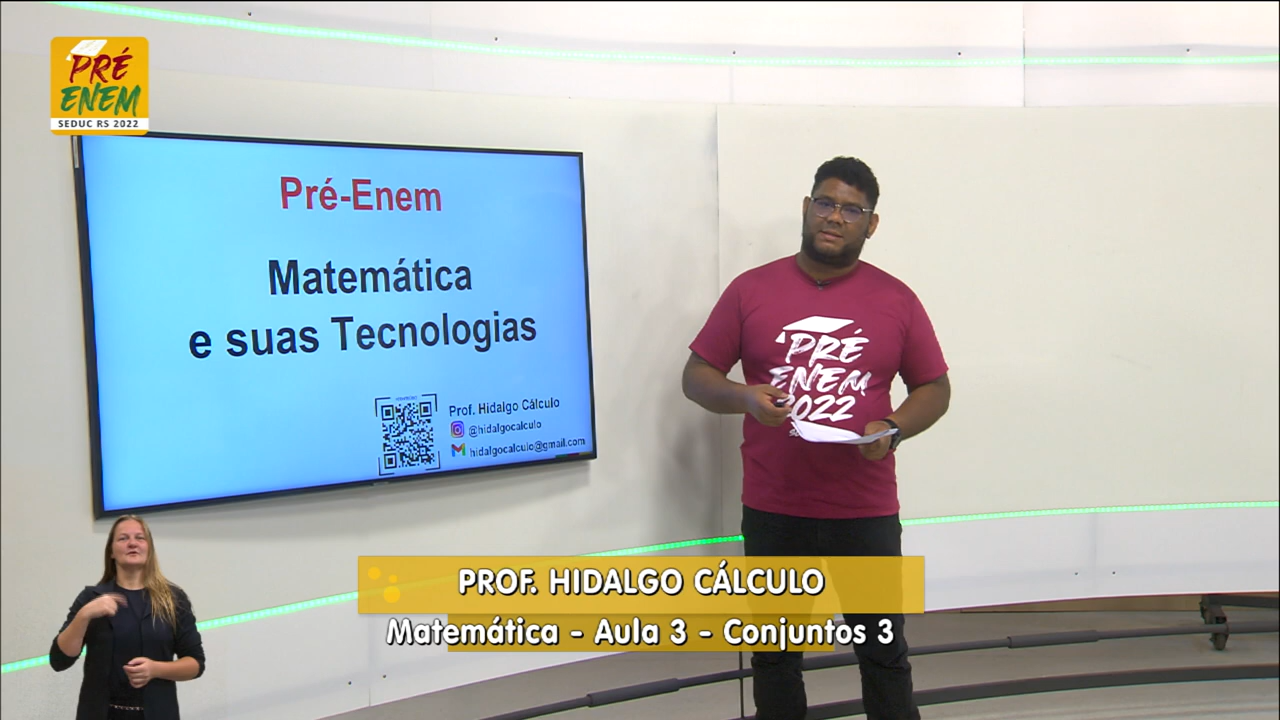 PRÉ
ENEM
SEDUC RS 2022
Pré-Enem
Matemática
e suas Tecnologias
Prof. Hidalgo Cálculo
@hidalgocalculo
hidalgocalculo@gmail.com
PRÉ
ENEM
2022
PROF. HIDALGO CÁLCULO
Matemática - Aula 3 - Conjuntos 3